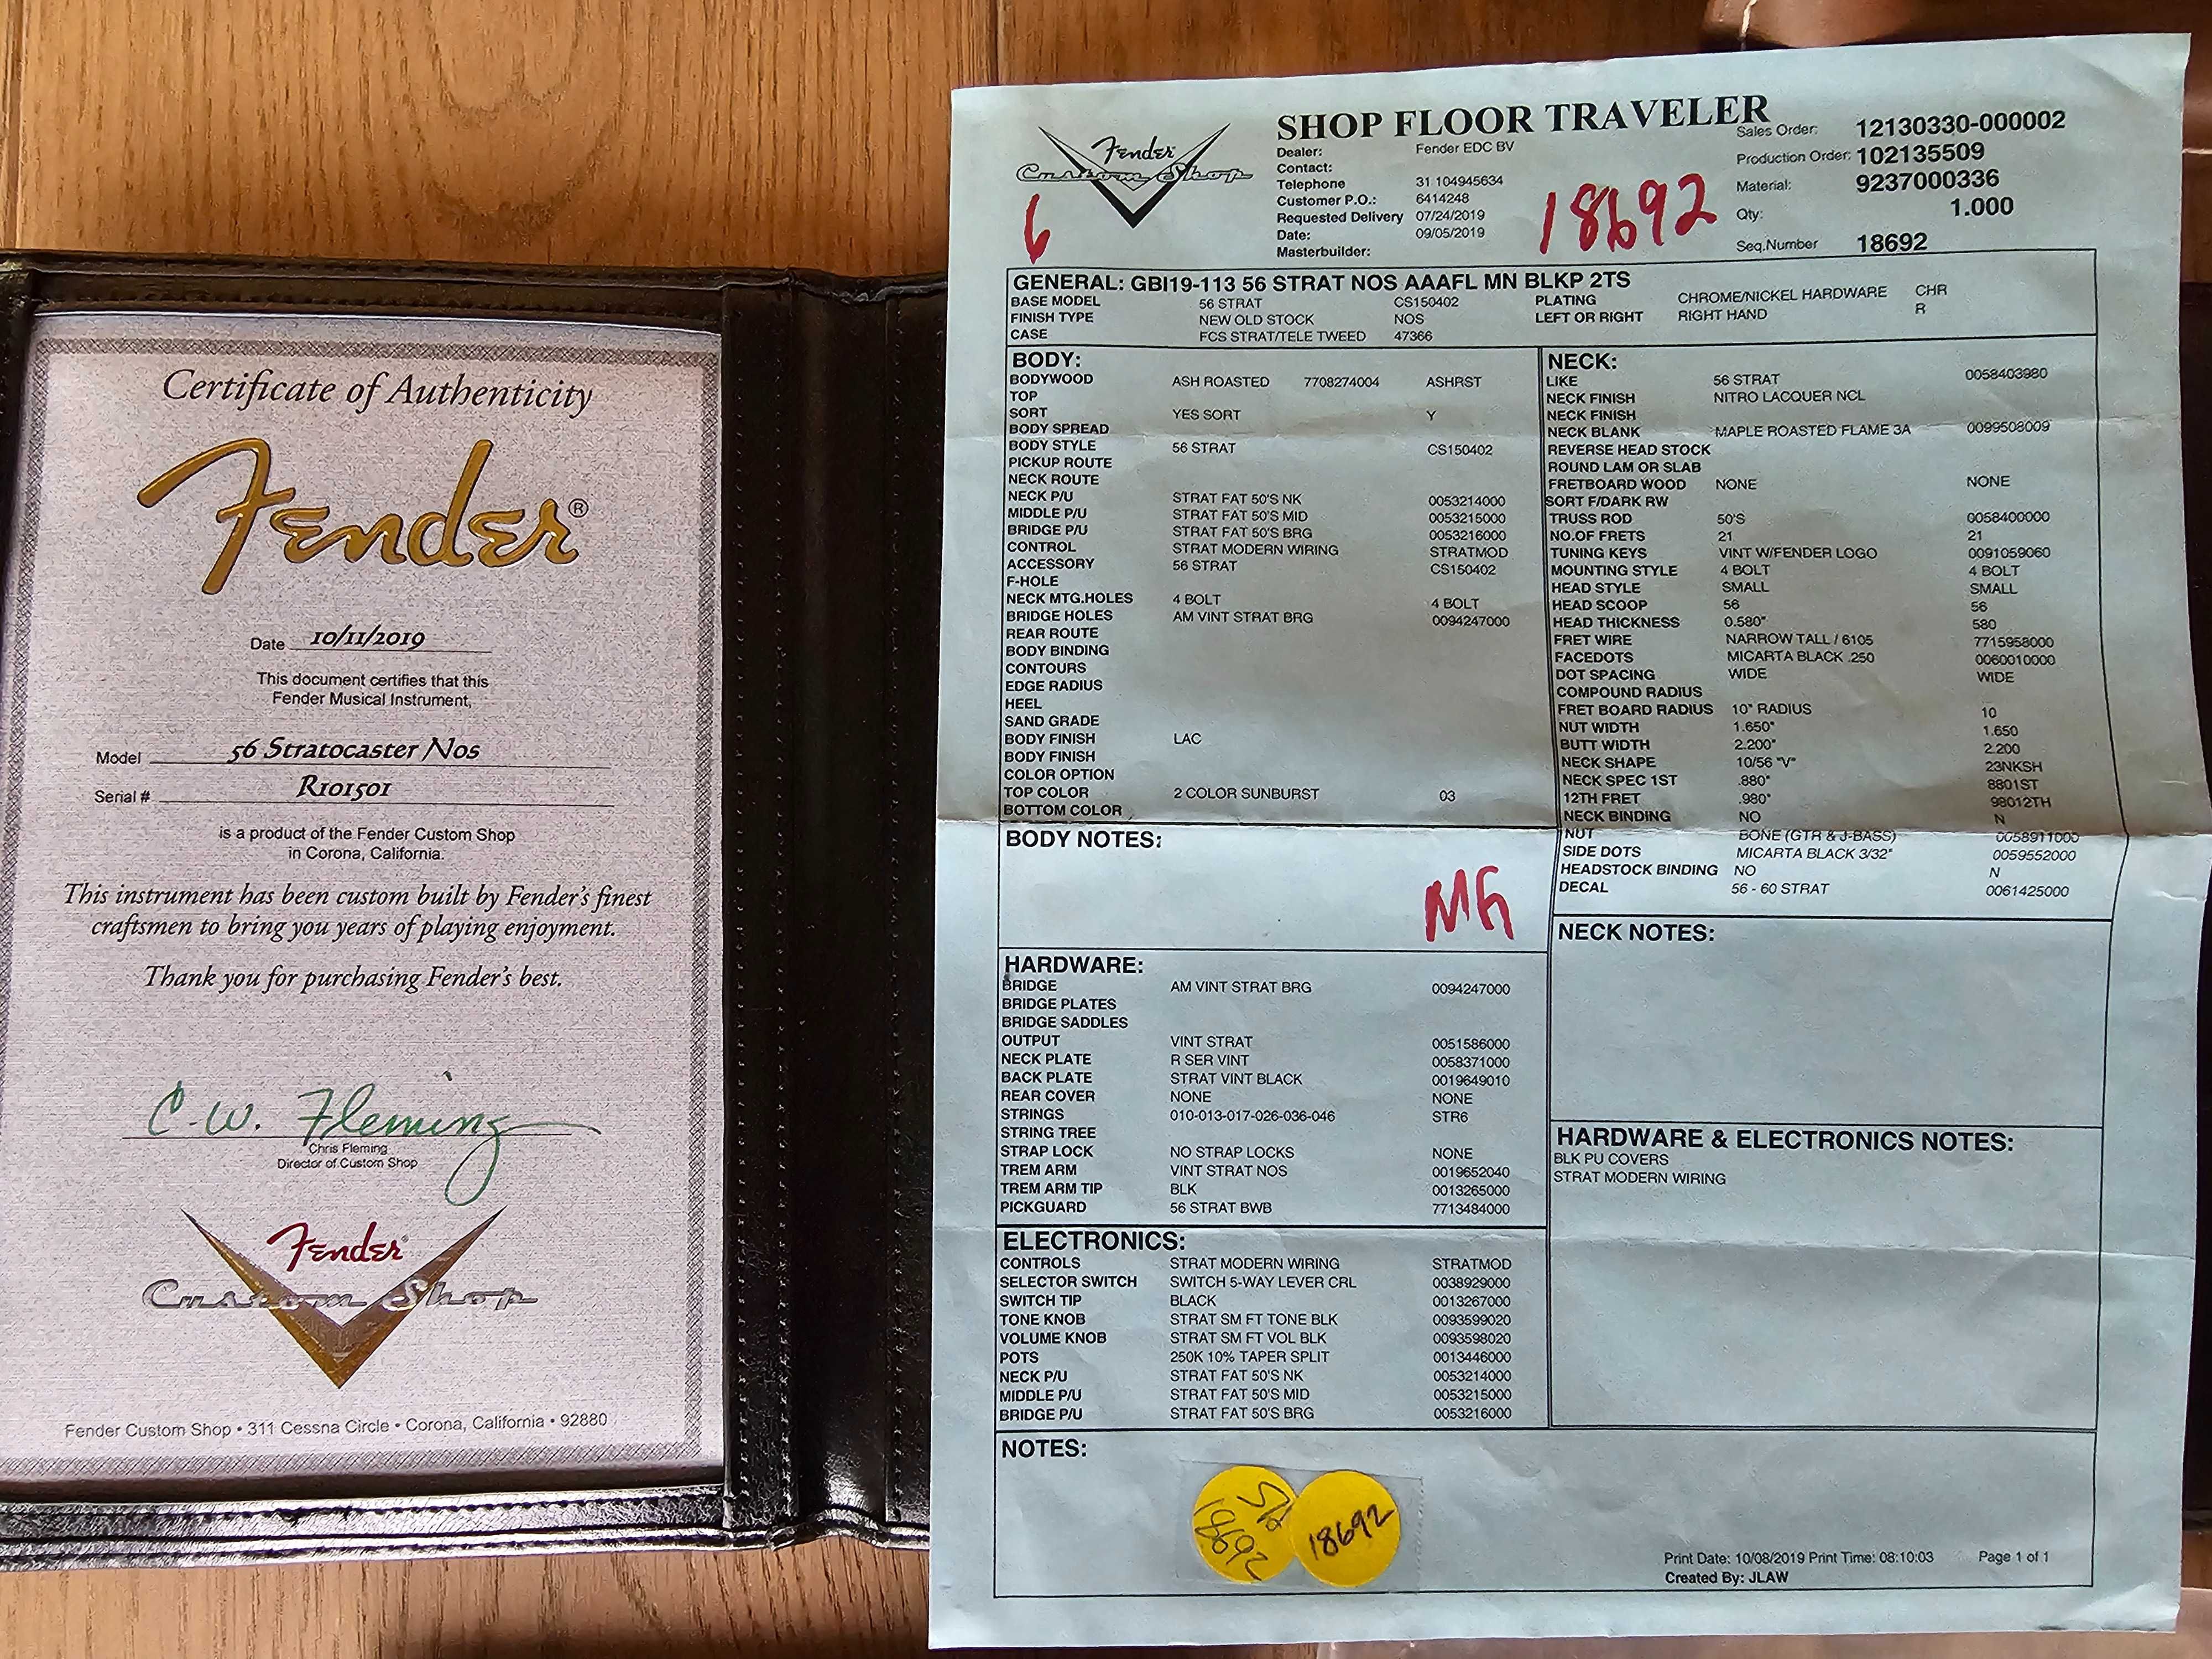 Certificate of Authenticity
Fender®
Date 10/11/2019
This document certifies that this
Fender Musical Instrument,
Model 56 Stratocaster Nos
Serial # R101501
is a product of the Fender Custom Shop
in Corona, California.
This instrument has been custom built by Fender's finest
craftsmen to bring you years of playing enjoyment.
Thank you for purchasing Fender's best.
C.W. Fleming
Chris Fleming
Director of Custom Shop
Fender®
Custom Shop
Fender Custom Shop • 311 Cessna Circle • Corona, California • 92880
Fender
Custom Shop
6
SHOP FLOOR TRAVELER
Dealer: Fender EDC BV
Contact:
Telephone 31 104945634
Customer P.O.: 6414248
Requested Delivery 07/24/2019
Date: 09/05/2019
Masterbuilder:
18692
Sales Order: 12130330-000002
Production Order: 102135509
Material: 9237000336
Qty: 1.000
Seq.Number 18692
GENERAL: GBI19-113 56 STRAT NOS AAAFL MN BLKP 2TS
BASE MODEL 56 STRAT CS150402 PLATING CHROME/NICKEL HARDWARE CHR
FINISH TYPE NEW OLD STOCK NOS LEFT OR RIGHT RIGHT HAND R
CASE FCS STRAT/TELE TWEED 47366
BODY:
BODYWOOD ASH ROASTED 7708274004 ASHRST
TOP
SORT YES SORT Y
BODY SPREAD
BODY STYLE 56 STRAT CS150402
PICKUP ROUTE
NECK ROUTE
NECK P/U STRAT FAT 50'S NK 0053214000
MIDDLE P/U STRAT FAT 50'S MID 0053215000
BRIDGE P/U STRAT FAT 50'S BRG 0053216000
CONTROL STRAT MODERN WIRING STRATMOD
ACCESSORY 56 STRAT CS150402
F-HOLE
NECK MTG.HOLES 4 BOLT 4 BOLT
BRIDGE HOLES AM VINT STRAT BRG 0094247000
REAR ROUTE
BODY BINDING
CONTOURS
EDGE RADIUS
HEEL
SAND GRADE
BODY FINISH LAC
BODY FINISH
COLOR OPTION
TOP COLOR 2 COLOR SUNBURST 03
BOTTOM COLOR
BODY NOTES:
MG
HARDWARE:
BRIDGE AM VINT STRAT BRG 0094247000
BRIDGE PLATES
BRIDGE SADDLES
OUTPUT VINT STRAT 0051586000
NECK PLATE R SER VINT 0058371000
BACK PLATE STRAT VINT BLACK 0019649010
REAR COVER NONE NONE
STRINGS 010-013-017-026-036-046 STR6
STRING TREE
STRAP LOCK NO STRAP LOCKS NONE
TREM ARM VINT STRAT NOS 0019652040
TREM ARM TIP BLK 0013265000
PICKGUARD 56 STRAT BWB 7713484000
ELECTRONICS:
CONTROLS STRAT MODERN WIRING STRATMOD
SELECTOR SWITCH SWITCH 5-WAY LEVER CRL 0038929000
SWITCH TIP BLACK 0013267000
TONE KNOB STRAT SM FT TONE BLK 0093599020
VOLUME KNOB STRAT SM FT VOL BLK 0093598020
POTS 250K 10% TAPER SPLIT 0013446000
NECK P/U STRAT FAT 50'S NK 0053214000
MIDDLE P/U STRAT FAT 50'S MID 0053215000
BRIDGE P/U STRAT FAT 50'S BRG 0053216000
NECK:
LIKE 56 STRAT 0058403980
NECK FINISH NITRO LACQUER NCL
NECK FINISH
NECK BLANK MAPLE ROASTED FLAME 3A 0099508009
REVERSE HEAD STOCK
ROUND LAM OR SLAB
FRETBOARD WOOD NONE NONE
SORT F/DARK RW
TRUSS ROD 50'S 0058400000
NO.OF FRETS 21 21
TUNING KEYS VINT W/FENDER LOGO 0091059060
MOUNTING STYLE 4 BOLT 4 BOLT
HEAD STYLE SMALL SMALL
HEAD SCOOP 56 56
HEAD THICKNESS 0.580" 580
FRET WIRE NARROW TALL / 6105 7715958000
FACEDOTS MICARTA BLACK .250 0060010000
DOT SPACING WIDE WIDE
COMPOUND RADIUS
FRET BOARD RADIUS 10" RADIUS 10
NUT WIDTH 1.650" 1.650
BUTT WIDTH 2.200" 2.200
NECK SHAPE 10/56 "V" 23NKSH
NECK SPEC 1ST .880" 8801ST
12TH FRET .980" 98012TH
NECK BINDING NO N
NUT BONE (GTR & J-BASS) 0058911000
SIDE DOTS MICARTA BLACK 3/32" 0059552000
HEADSTOCK BINDING NO N
DECAL 56 - 60 STRAT 0061425000
NECK NOTES:
HARDWARE & ELECTRONICS NOTES:
BLK PU COVERS
STRAT MODERN WIRING
NOTES:
18692
18692
Print Date: 10/08/2019 Print Time: 08:10:03 Page 1 of 1
Created By: JLAW